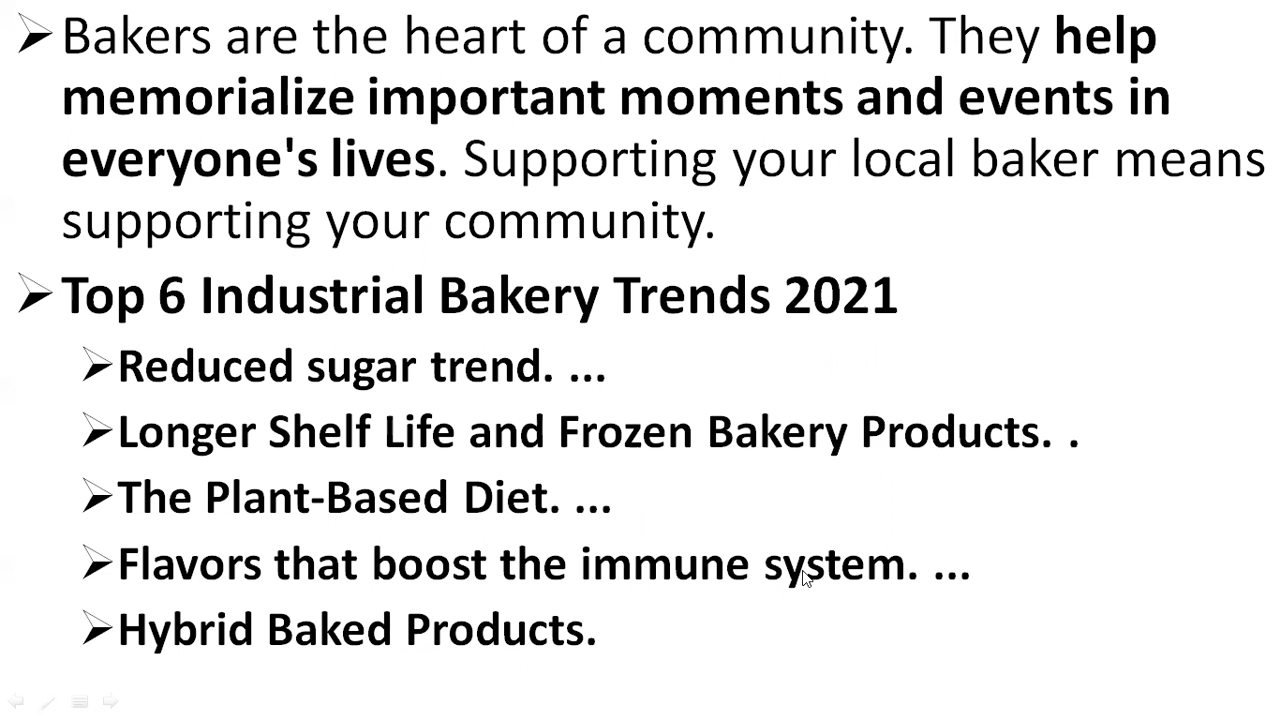 Bakers are the heart of a community. They help
memorialize important moments and events in
everyone's lives. Supporting your local baker means
supporting your community.
Top 6 Industrial Bakery Trends 2021
Reduced sugar trend. ...
Longer Shelf Life and Frozen Bakery Products. .
The Plant-Based Diet. ...
Flavors that boost the immune system. ...
Hybrid Baked Products.